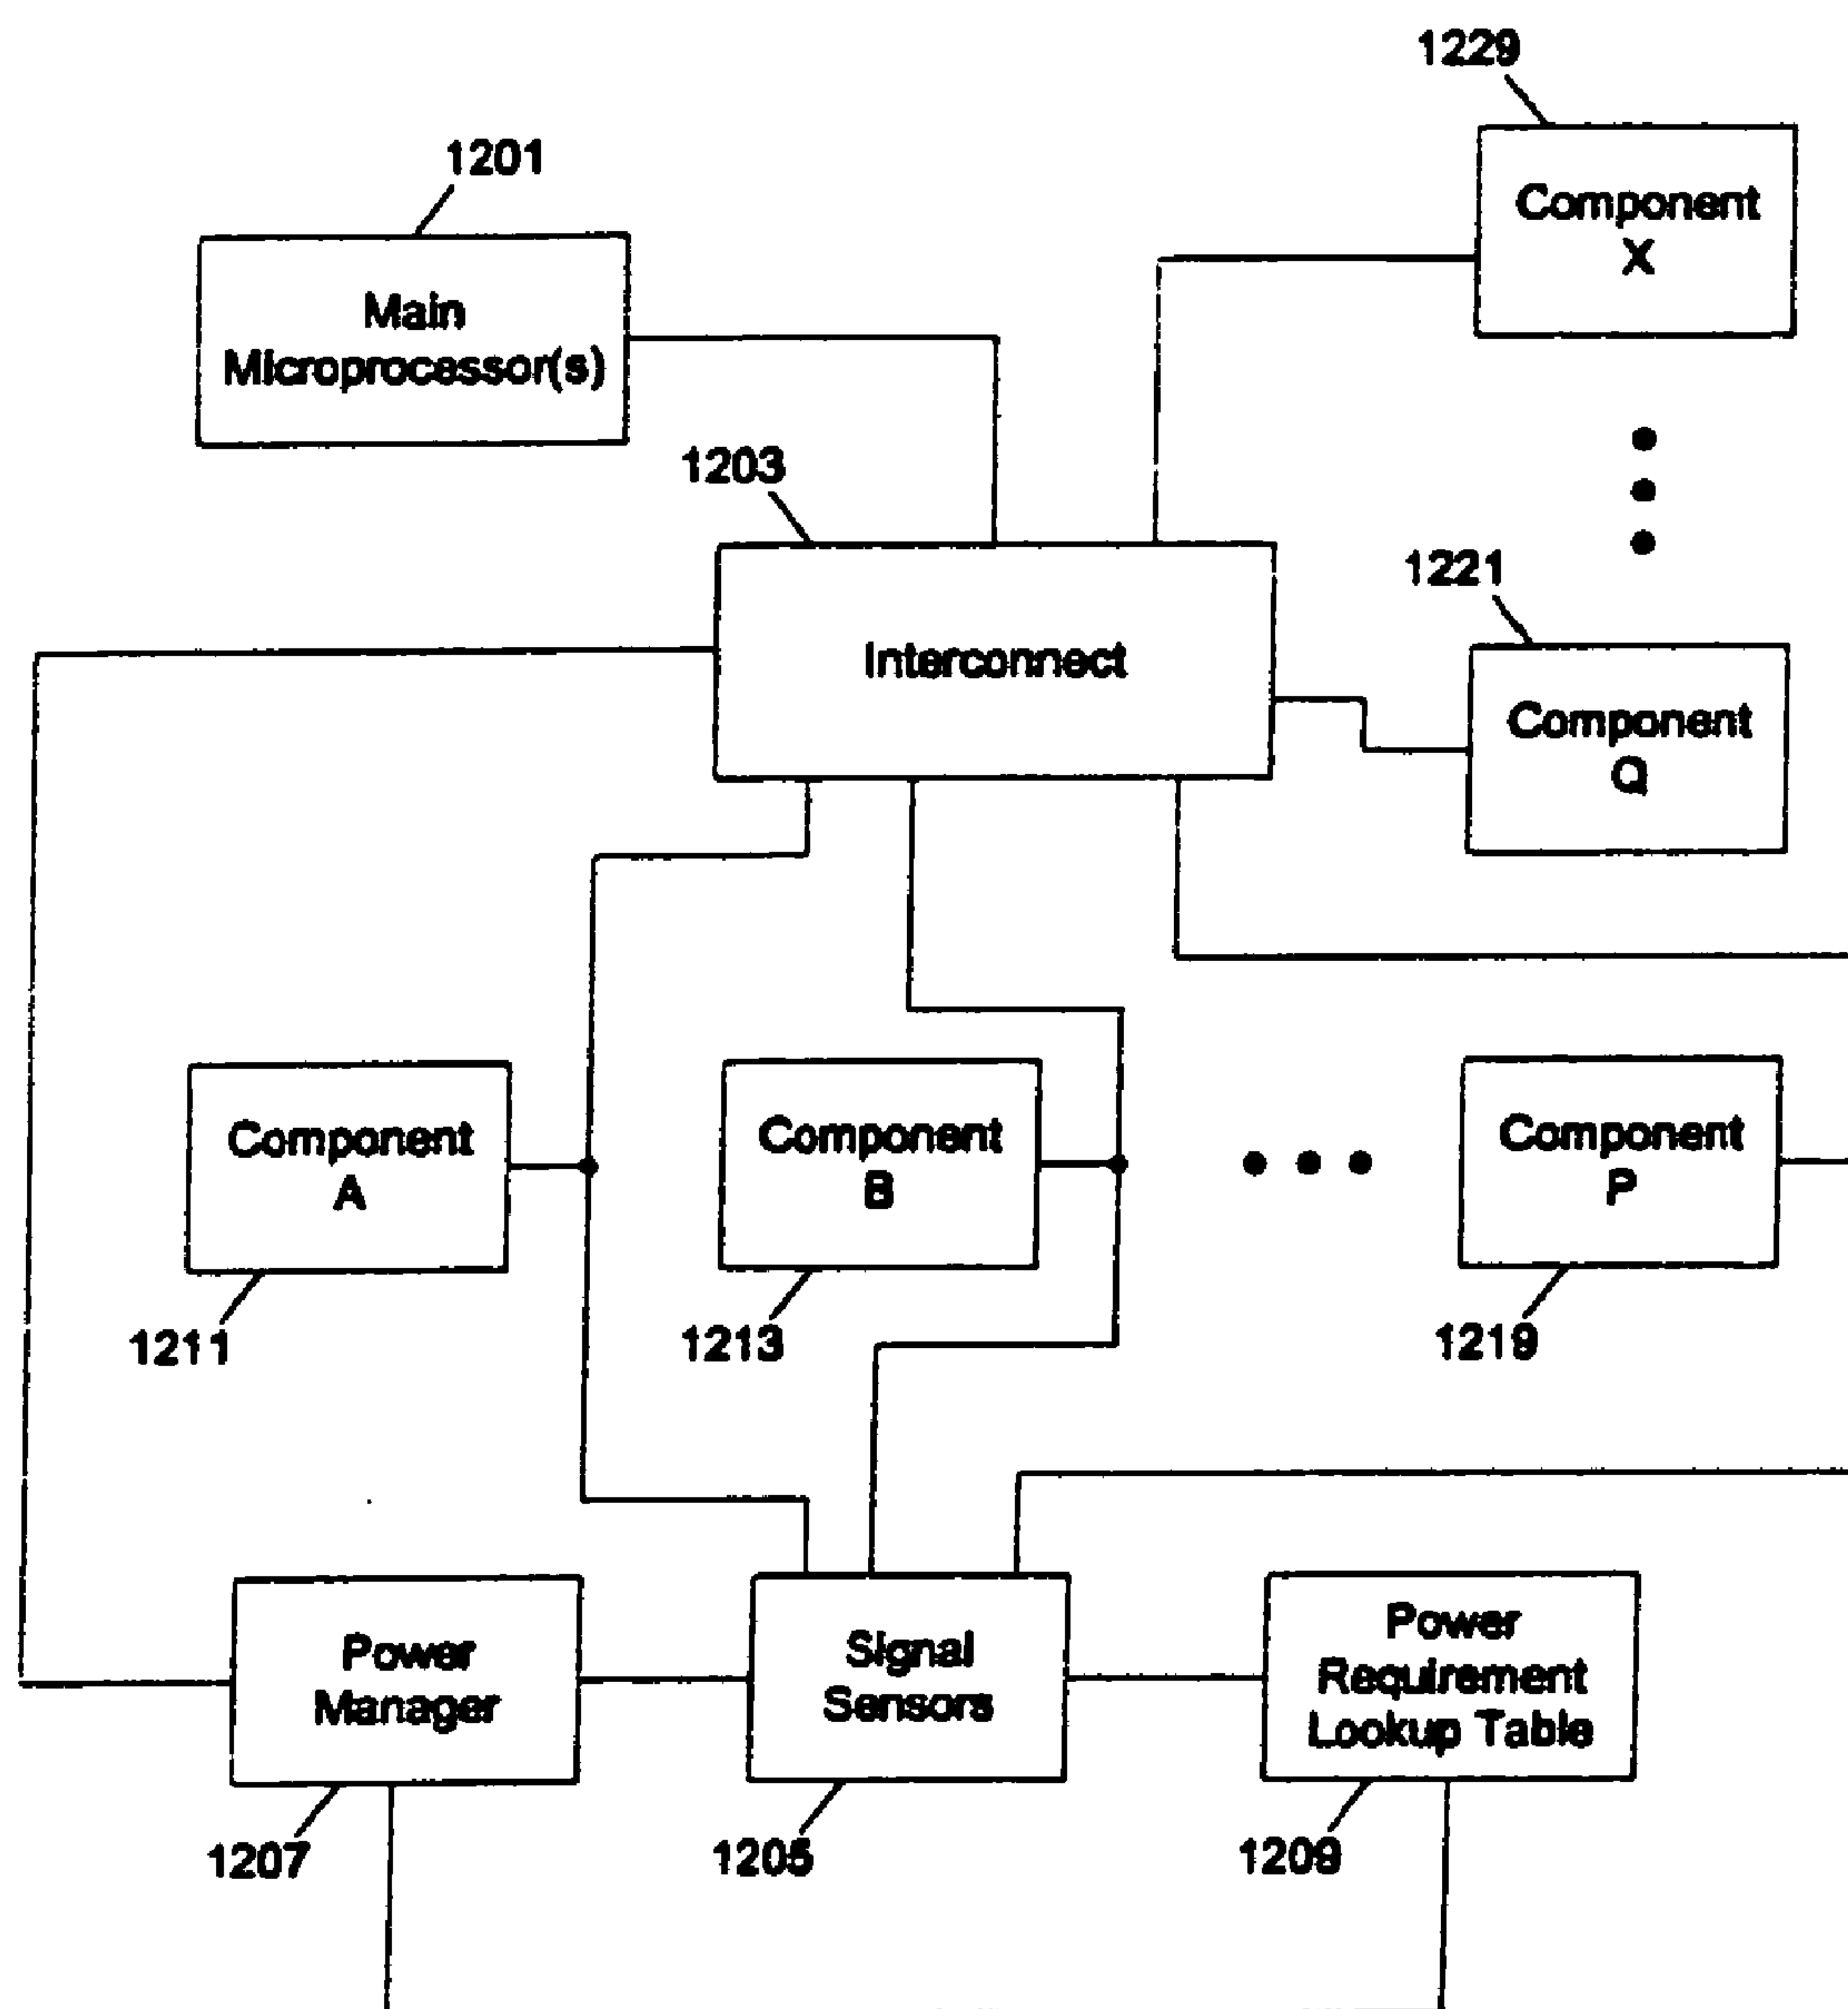 1229
Component
X
1201
Main
Microprocessor(s)
1203
Interconnect
1221
Component
Q
Component
A
1211
Component
B
1213
Component
P
1219
Power
Manager
1207
Signal
Sensors
1205
Power
Requirement
Lookup Table
1209